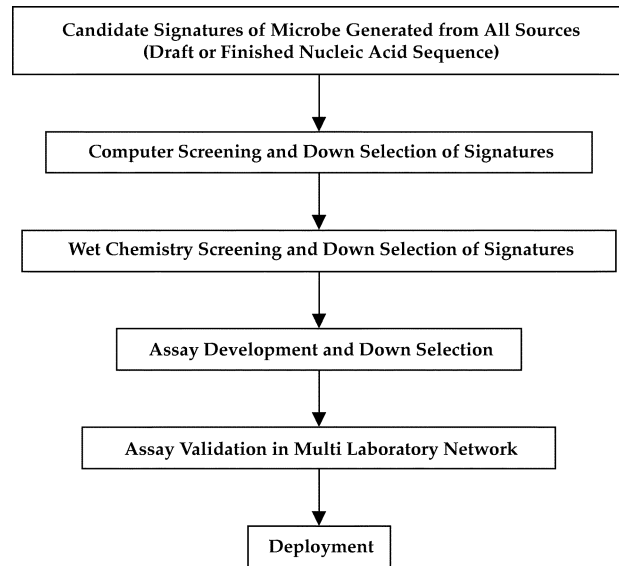 Candidate Signatures of Microbe Generated from All Sources
(Draft or Finished Nucleic Acid Sequence)
Computer Screening and Down Selection of Signatures
Wet Chemistry Screening and Down Selection of Signatures
Assay Development and Down Selection
Assay Validation in Multi Laboratory Network
Deployment